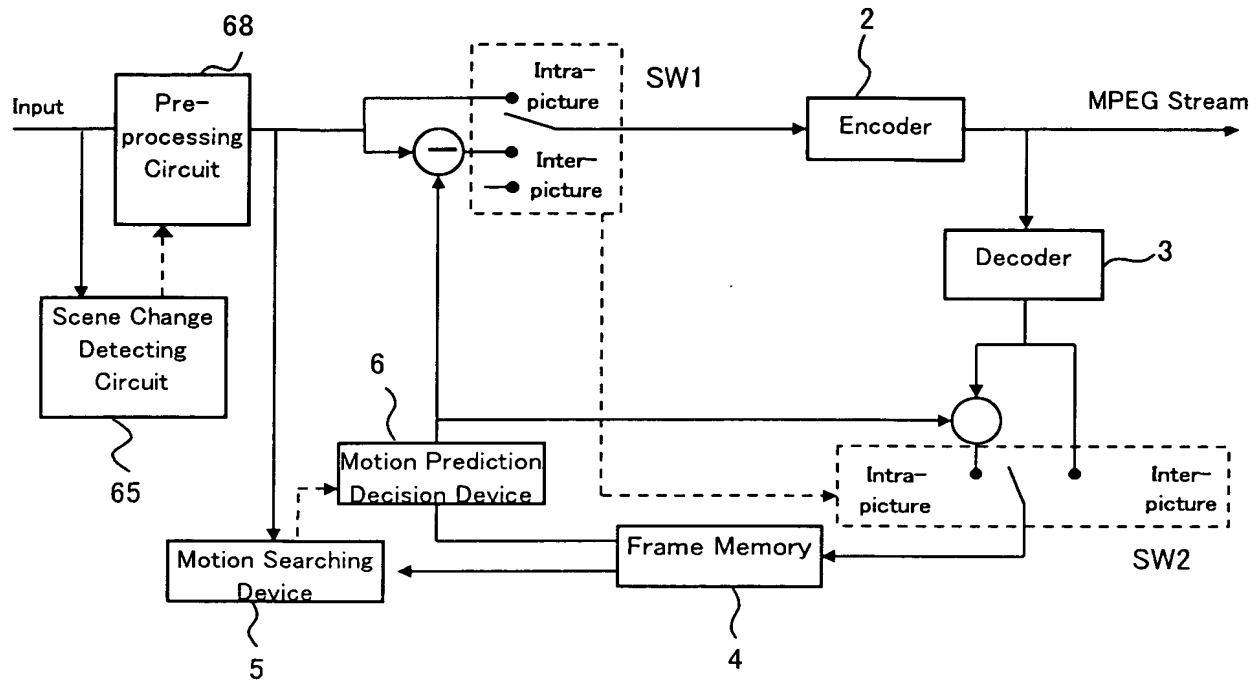 2
68
Intra-
picture
SW1
Input
Pre-
processing
Circuit
MPEG Stream
Encoder
Inter-
picture
Decoder
3
Scene Change
Detecting
Circuit
6
65
Motion Prediction
Decision Device
Intra-
picture
Inter-
picture
Frame Memory
SW2
Motion Searching
Device
5
4